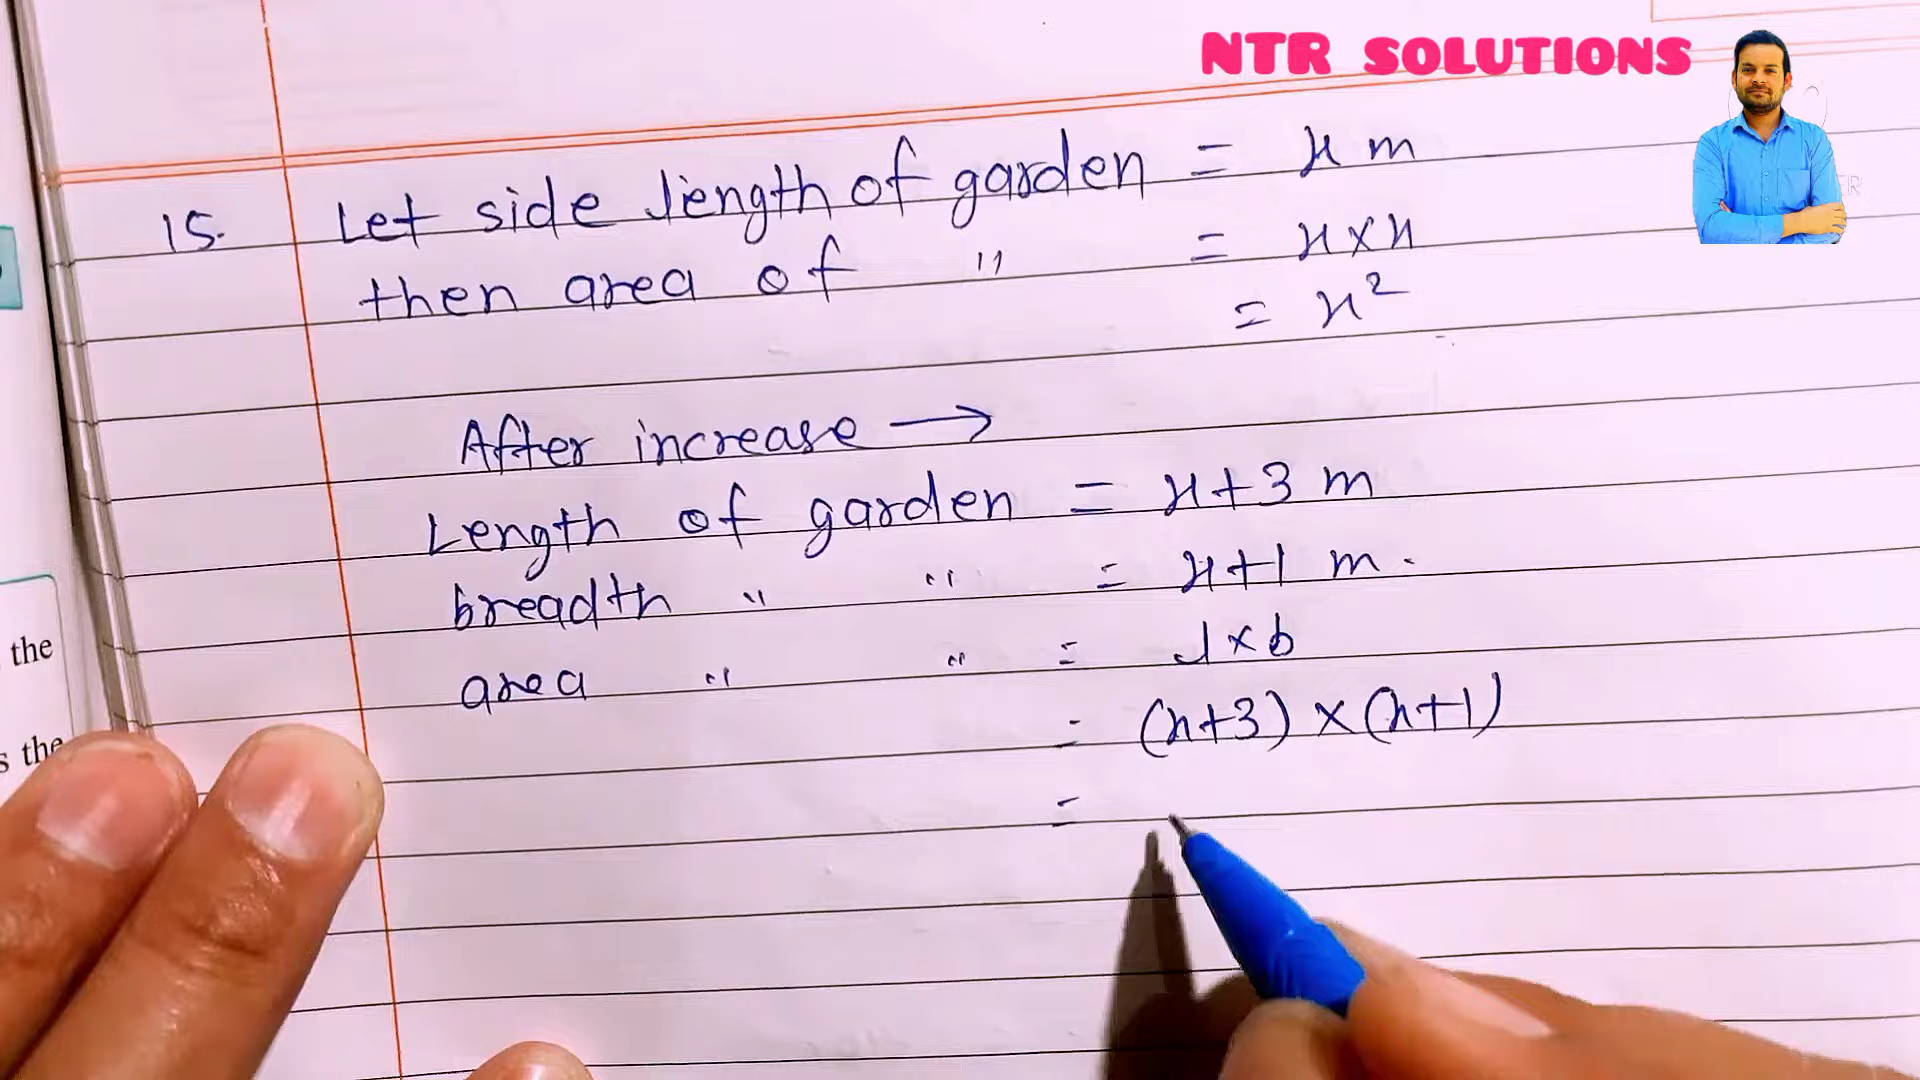 NTR SOLUTIONS
15. Let side length of garden = x m
then area of " = x × x
= x²
After increase →
Length of garden = x+3 m
breadth " " = x+1 m.
area " " = l × b
= (x+3) × (x+1)
=
the
s the